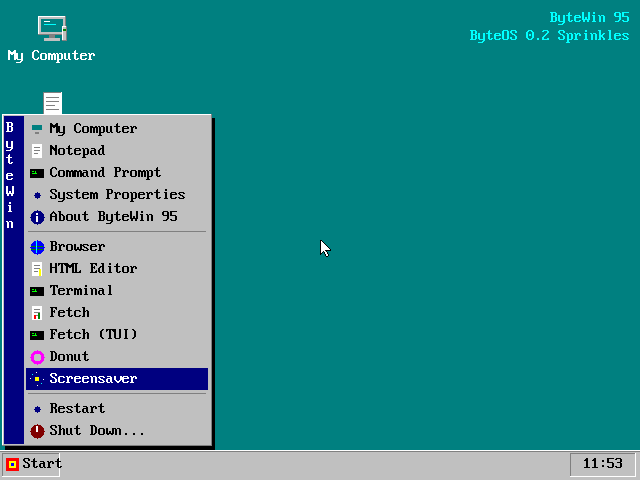 ByteWin 95
ByteOS 0.2 Sprinkles
My Computer
ByteWin
My Computer
Notepad
Command Prompt
System Properties
About ByteWin 95
Browser
HTML Editor
Terminal
Fetch
Fetch (TUI)
Donut
Screensaver
Restart
Shut Down...
Start
11:53